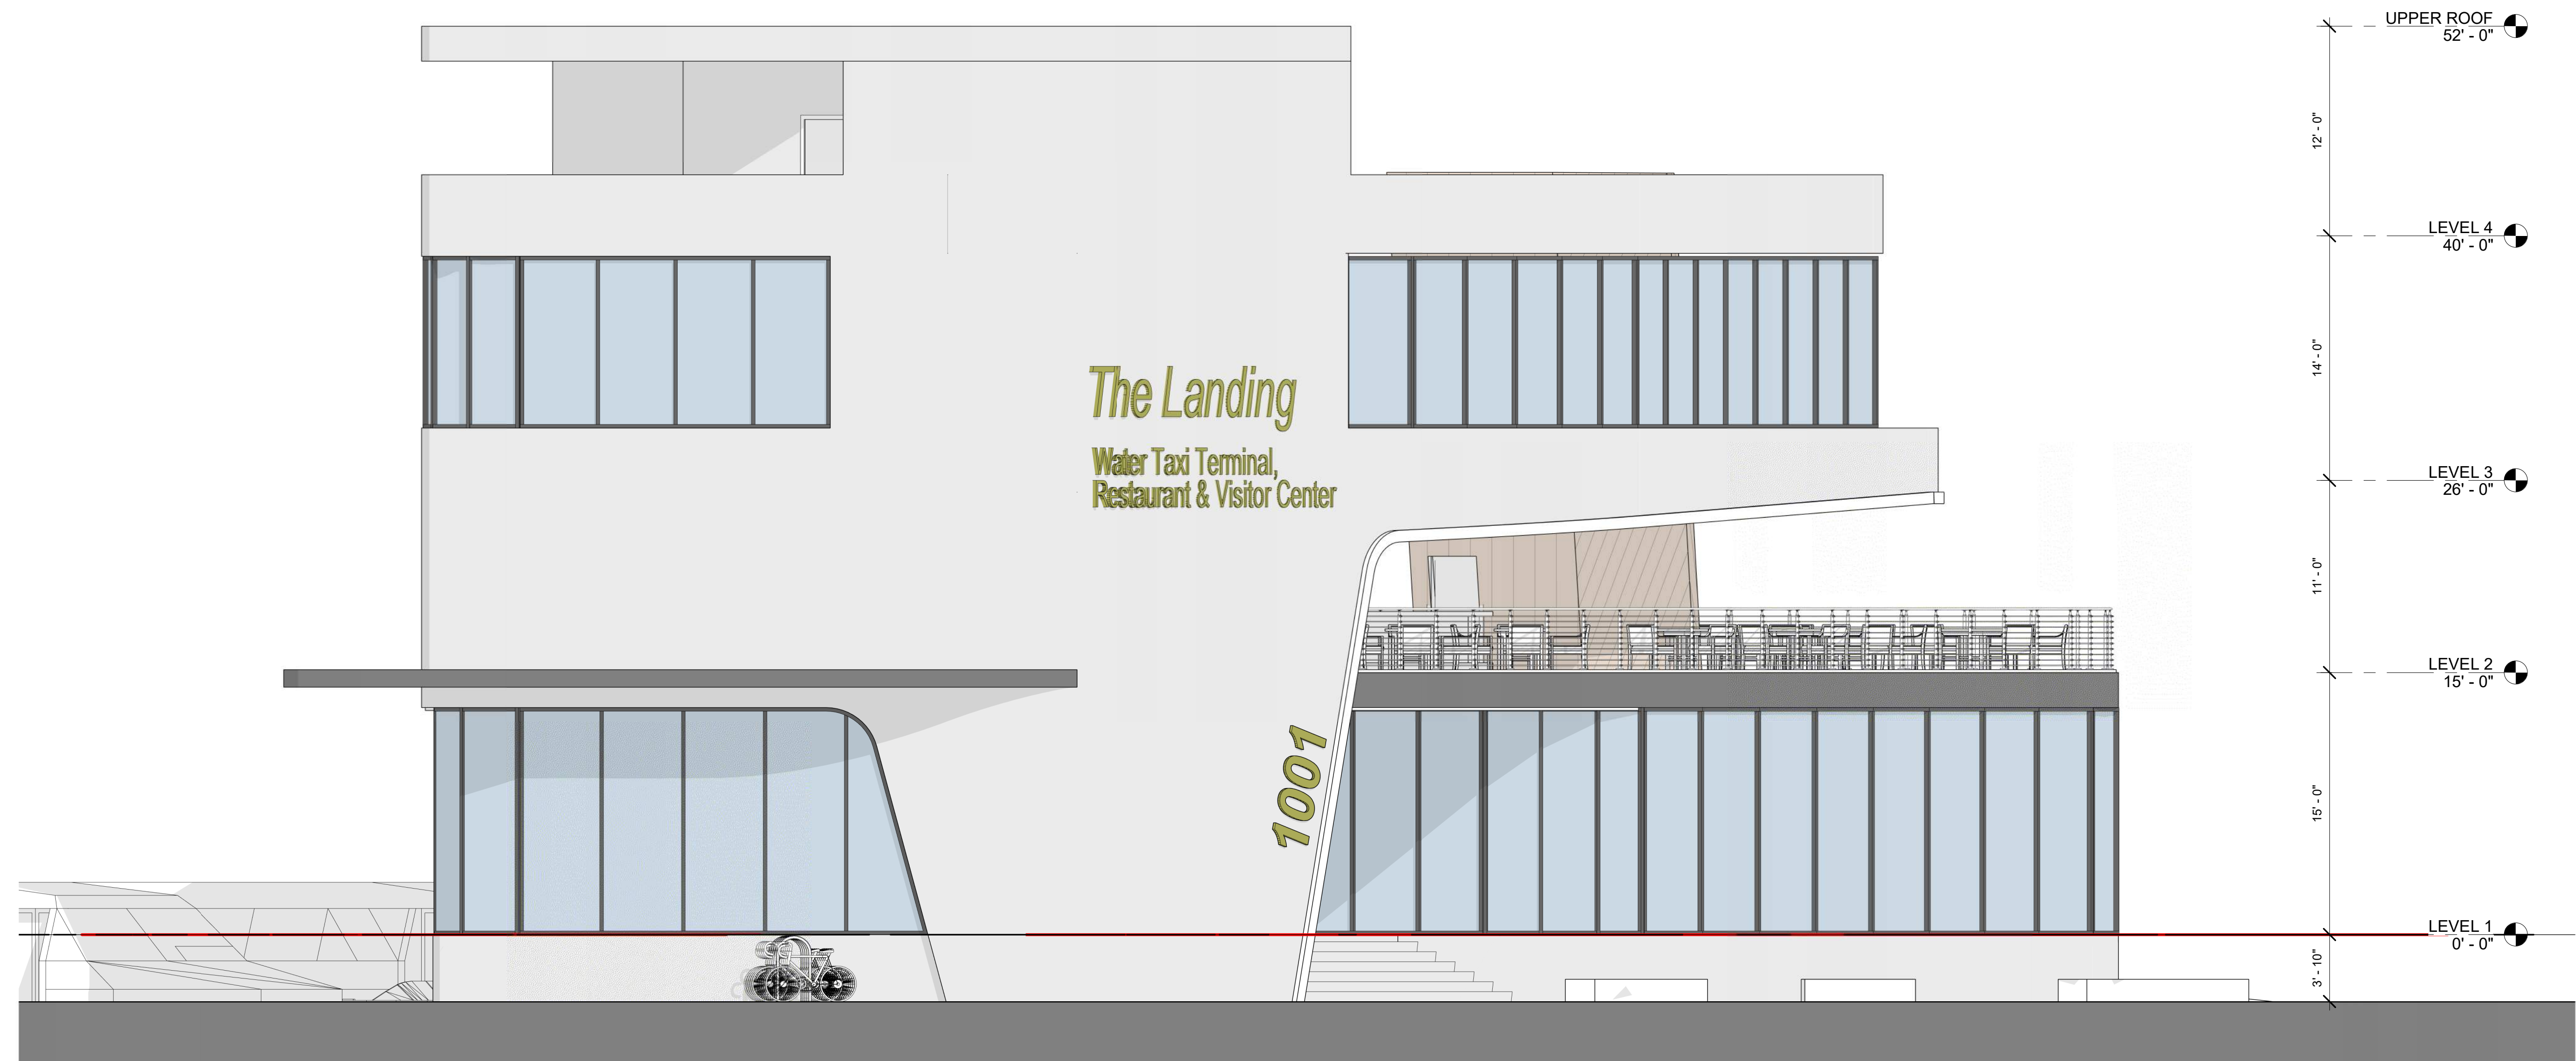 UPPER ROOF
52' - 0"
12' - 0"
LEVEL 4
40' - 0"
14' - 0"
The Landing
Water Taxi Terminal,
Restaurant & Visitor Center
LEVEL 3
26' - 0"
11' - 0"
LEVEL 2
15' - 0"
1001
15' - 0"
LEVEL 1
0' - 0"
3' - 10"